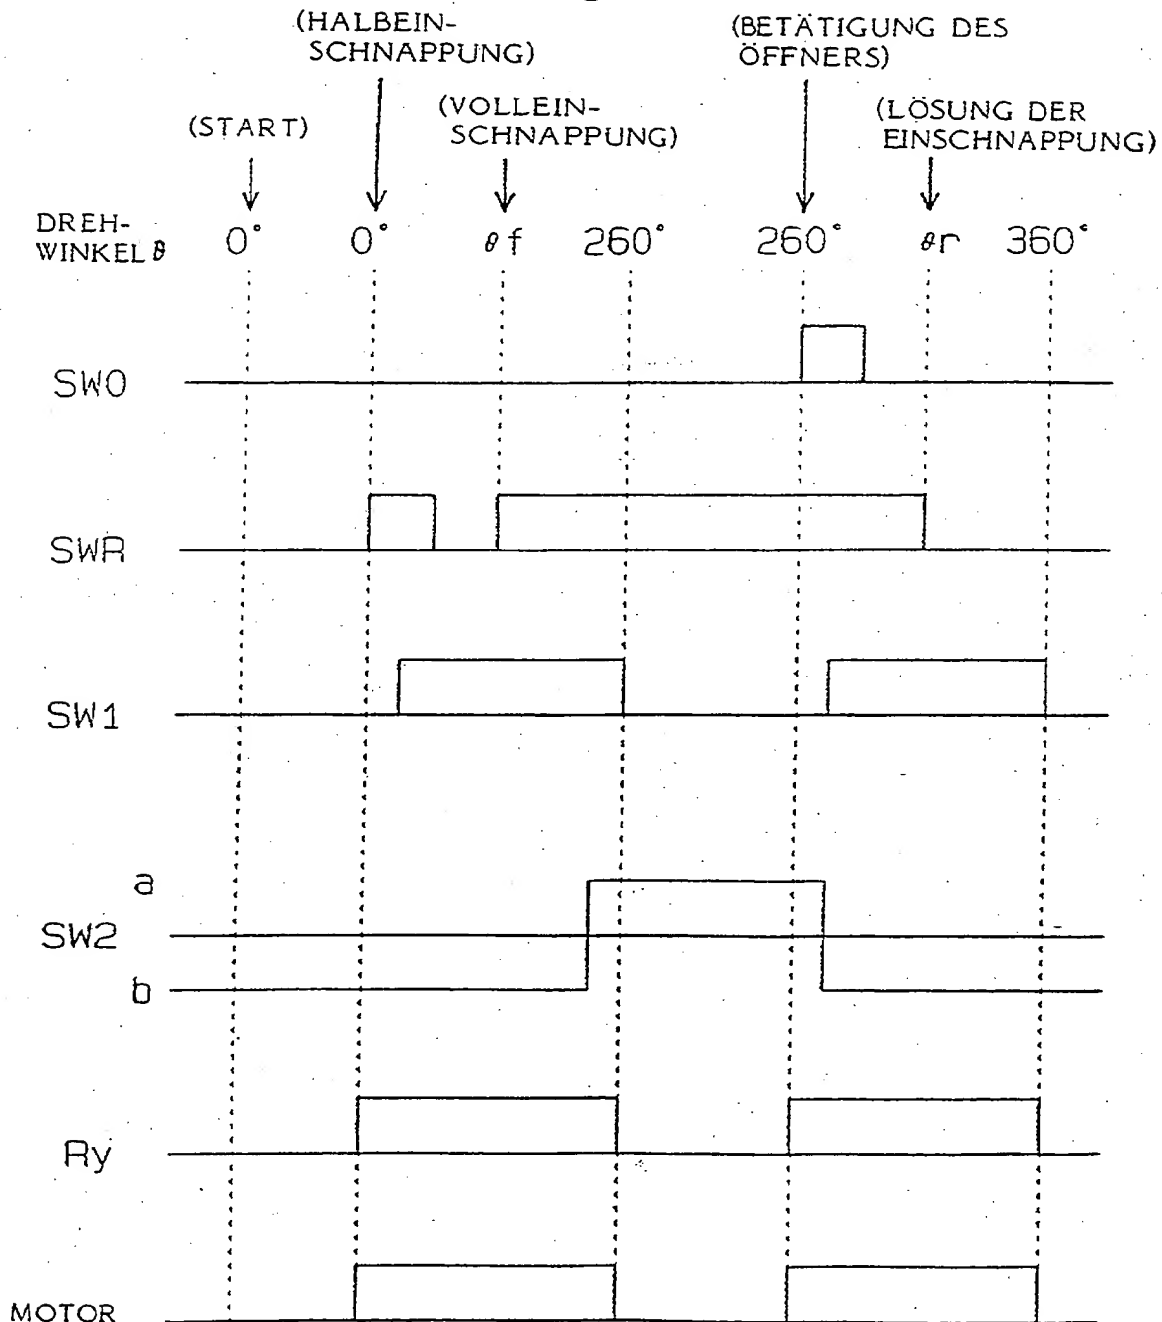 (HALBEIN-
SCHNAPPUNG)
(BETÄTIGUNG DES
ÖFFNERS)
(START)
(VOLLEIN-
SCHNAPPUNG)
(LÖSUNG DER
EINSCHNAPPUNG)
DREH-
WINKEL θ
0° 0° θf 260° 260° θr 360°
SWO
SWR
SW1
a
SW2
b
Ry
MOTOR